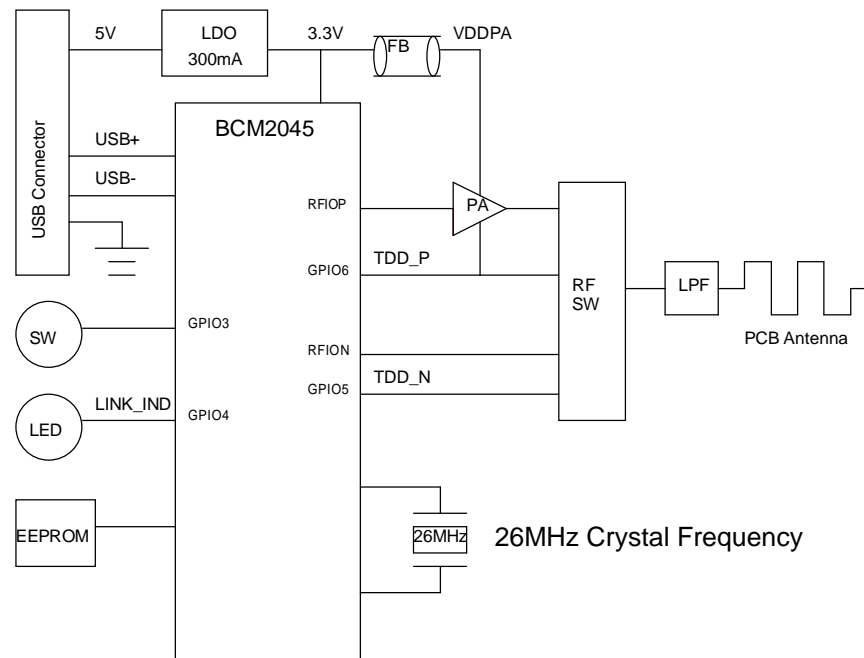 5V
LDO
300mA
3.3V
FB
VDDPA
USB Connector
BCM2045
USB+
USB-
RFIOP
PA
GPIO6
TDD_P
RF
SW
LPF
PCB Antenna
SW
GPIO3
RFION
GPIO5
TDD_N
LED
LINK_IND
GPIO4
EEPROM
26MHz
26MHz Crystal Frequency